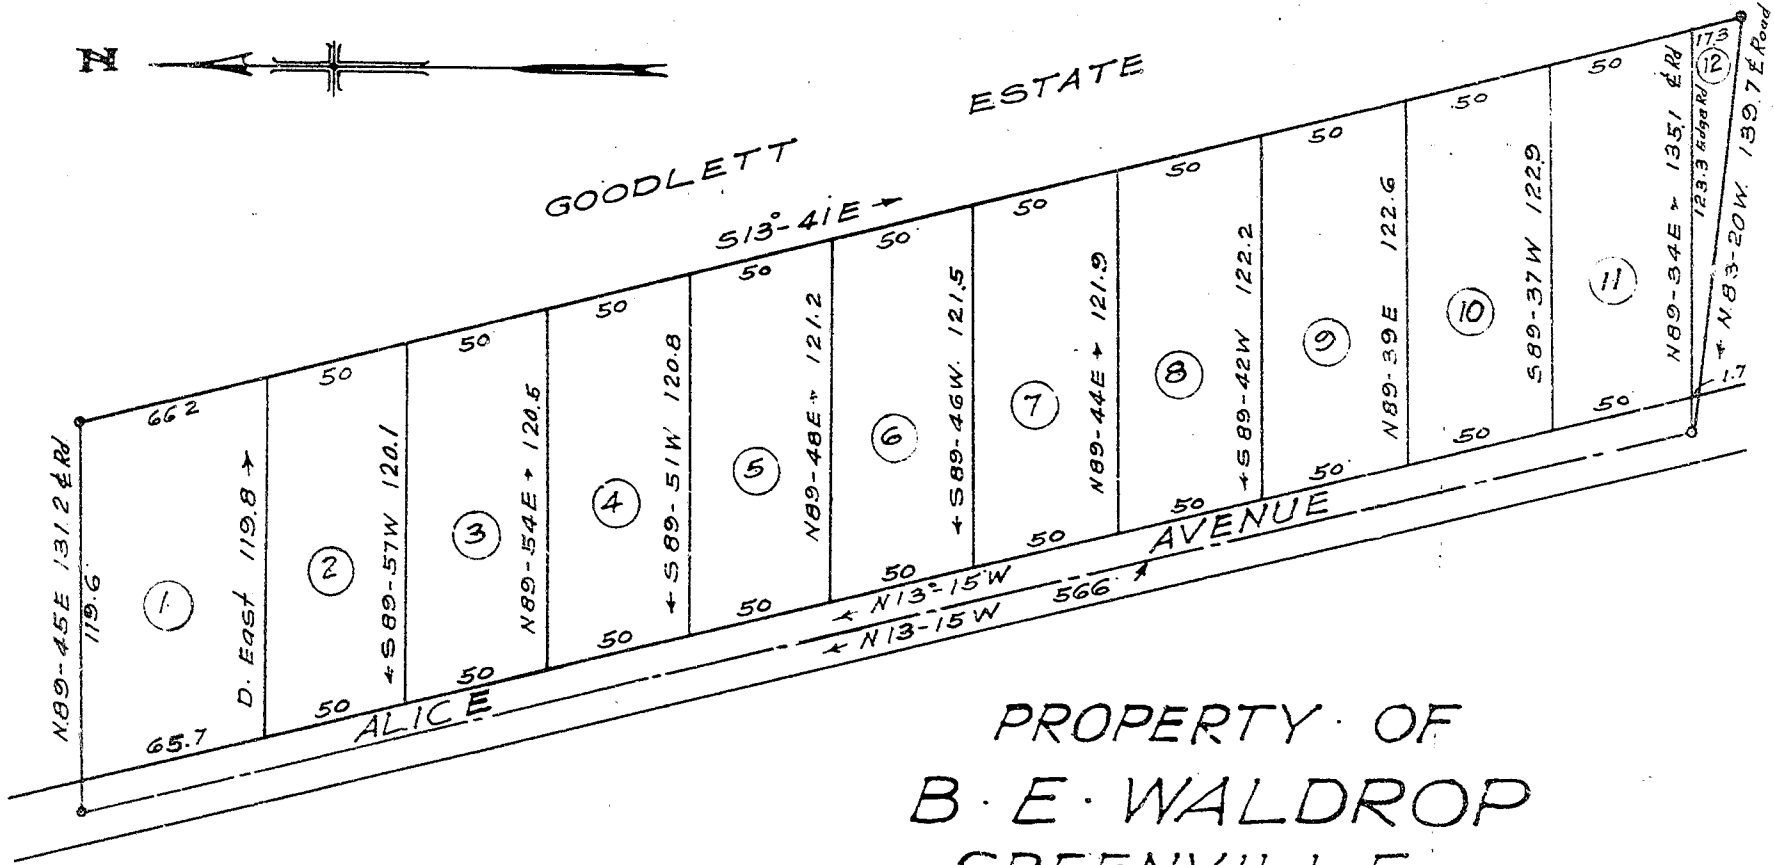 N
GOODLETT ESTATE
S13°-41E →
66.2
50
50
50
50
50
50
50
50
50
50
17.3
N89-45E 131.2 ℄ Rd
119.6
1
D. East 119.8 →
2
← S89-57W 120.1
3
N89-54E → 120.5
4
← S89-51W 120.8
5
N89-48E → 121.2
6
← S89-46W. 121.5
7
N89-44E → 121.9
8
← S89-42W 122.2
9
N89-39E 122.6
10
S89-37W 122.9
11
N89-34E → 135.1 ℄ Rd
123.3 Edge Rd
12
← N.83-20W. 139.7 ℄ Road
1.7
65.7
50
50
50
50
50
50
50
50
50
50
← N13°-15W
ALICE AVENUE
← N13-15W 566
PROPERTY OF
B. E. WALDROP
GREENVILLE